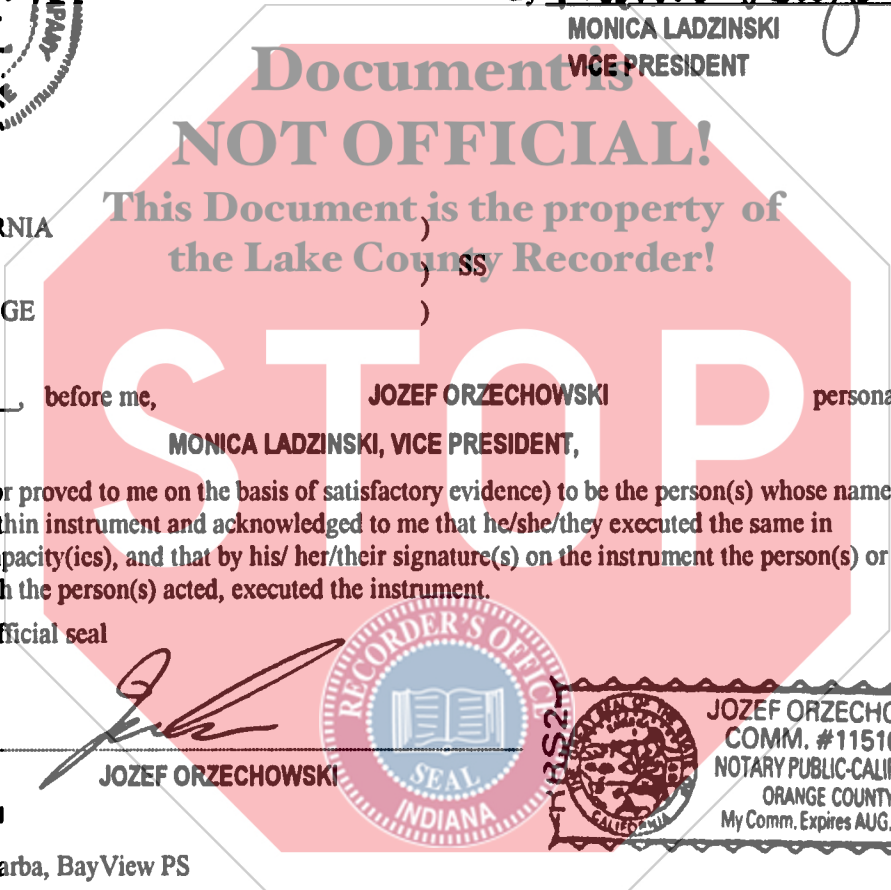 MONICA LADZINSKI
VICE PRESIDENT
Document is
NOT OFFICIAL!
This Document is the property of
the Lake County Recorder!
RNIA )
) SS
GE )
STOP
before me, JOZEF ORZECHOWSKI persona
MONICA LADZINSKI, VICE PRESIDENT,
r proved to me on the basis of satisfactory evidence) to be the person(s) whose name
thin instrument and acknowledged to me that he/she/they executed the same in
pacity(ics), and that by his/ her/their signature(s) on the instrument the person(s) or
h the person(s) acted, executed the instrument.
fficial seal
RECORDER'S OFFICE
SEAL
INDIANA
JOZEF ORZECHOWSKI
JOZEF ORZECHO
COMM. #1151
NOTARY PUBLIC-CALIF
ORANGE COUNTY
My Comm. Expires AUG.
CALIFORNIA
arba, BayView PS